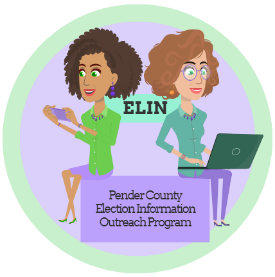 ELIN
Pender County
Election Information
Outreach Program